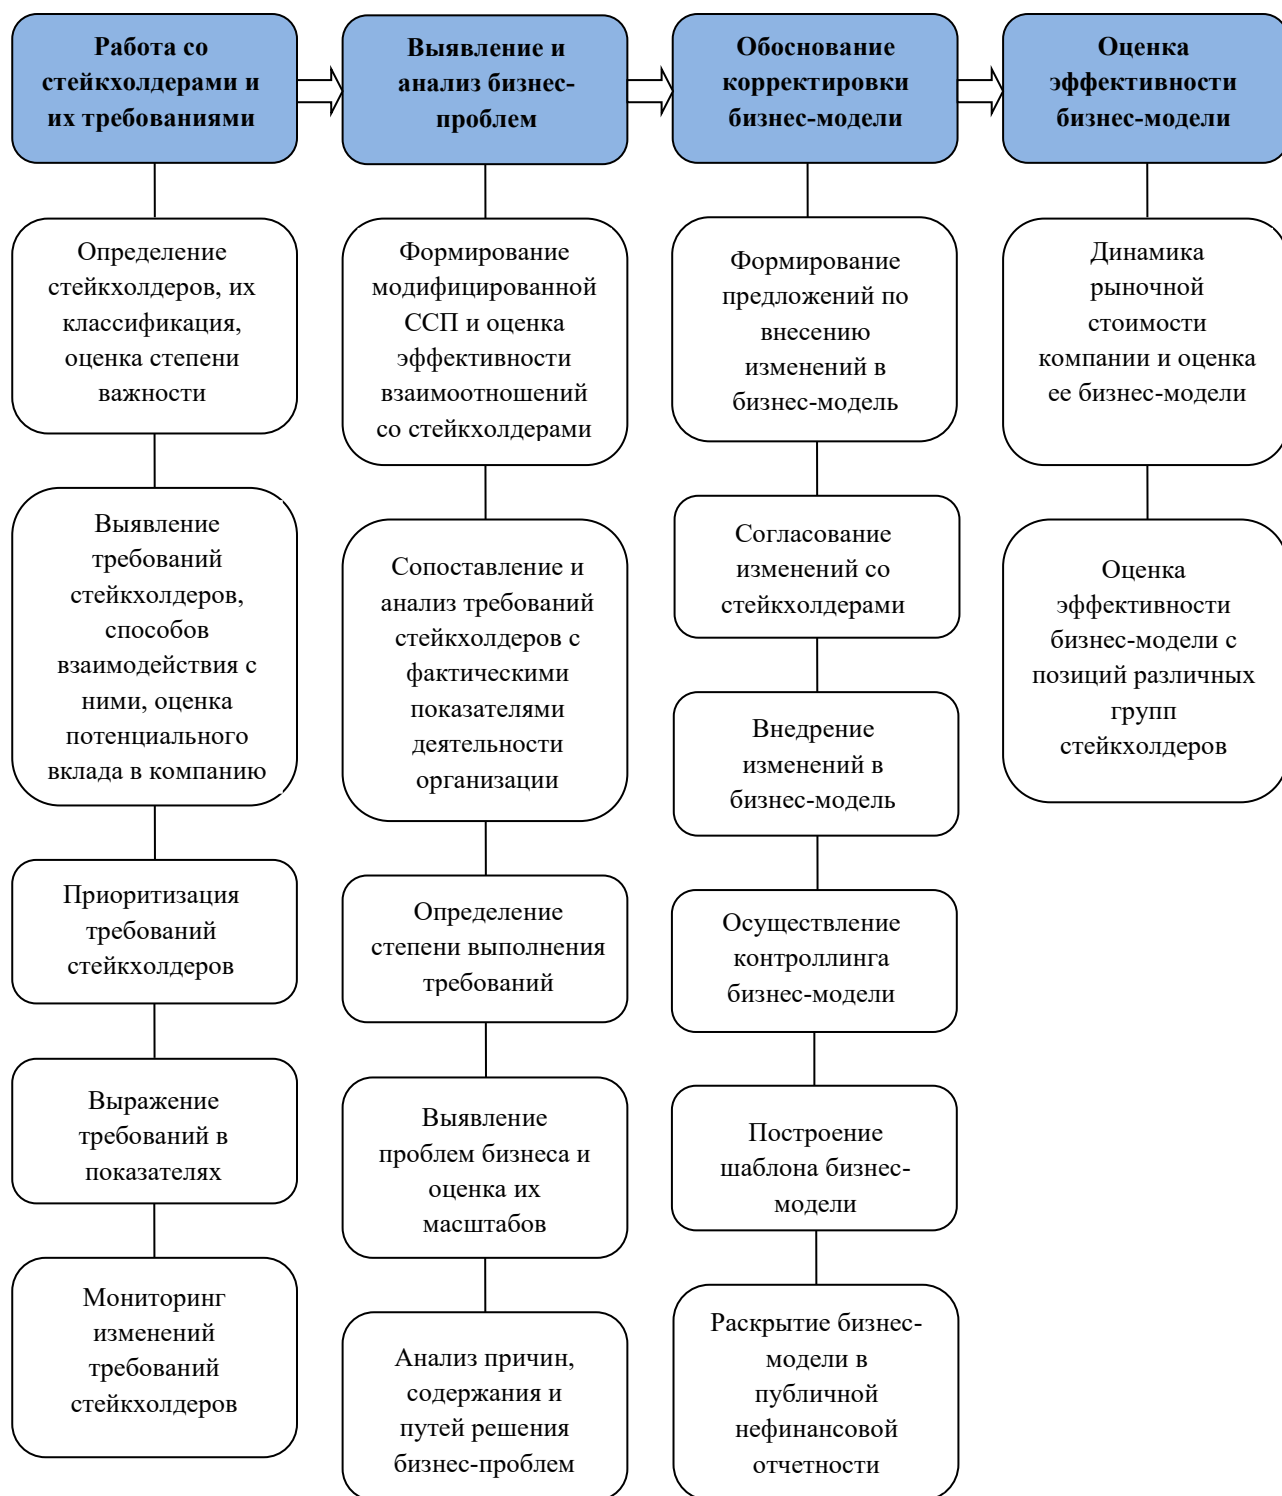 Работа со
стейкхолдерами и
их требованиями
Выявление и
анализ бизнес-
проблем
Обоснование
корректировки
бизнес-модели
Оценка
эффективности
бизнес-модели
Определение
стейкхолдеров, их
классификация,
оценка степени
важности
Выявление
требований
стейкхолдеров,
способов
взаимодействия с
ними, оценка
потенциального
вклада в компанию
Приоритизация
требований
стейкхолдеров
Выражение
требований в
показателях
Мониторинг
изменений
требований
стейкхолдеров
Формирование
модифицированной
ССП и оценка
эффективности
взаимоотношений
со стейкхолдерами
Сопоставление и
анализ требований
стейкхолдеров с
фактическими
показателями
деятельности
организации
Определение
степени выполнения
требований
Выявление
проблем бизнеса и
оценка их
масштабов
Анализ причин,
содержания и
путей решения
бизнес-проблем
Формирование
предложений по
внесению
изменений в
бизнес-модель
Согласование
изменений со
стейкхолдерами
Внедрение
изменений в
бизнес-модель
Осуществление
контроллинга
бизнес-модели
Построение
шаблона бизнес-
модели
Раскрытие бизнес-
модели в
публичной
нефинансовой
отчетности
Динамика
рыночной
стоимости
компании и оценка
ее бизнес-модели
Оценка
эффективности
бизнес-модели с
позиций различных
групп
стейкхолдеров